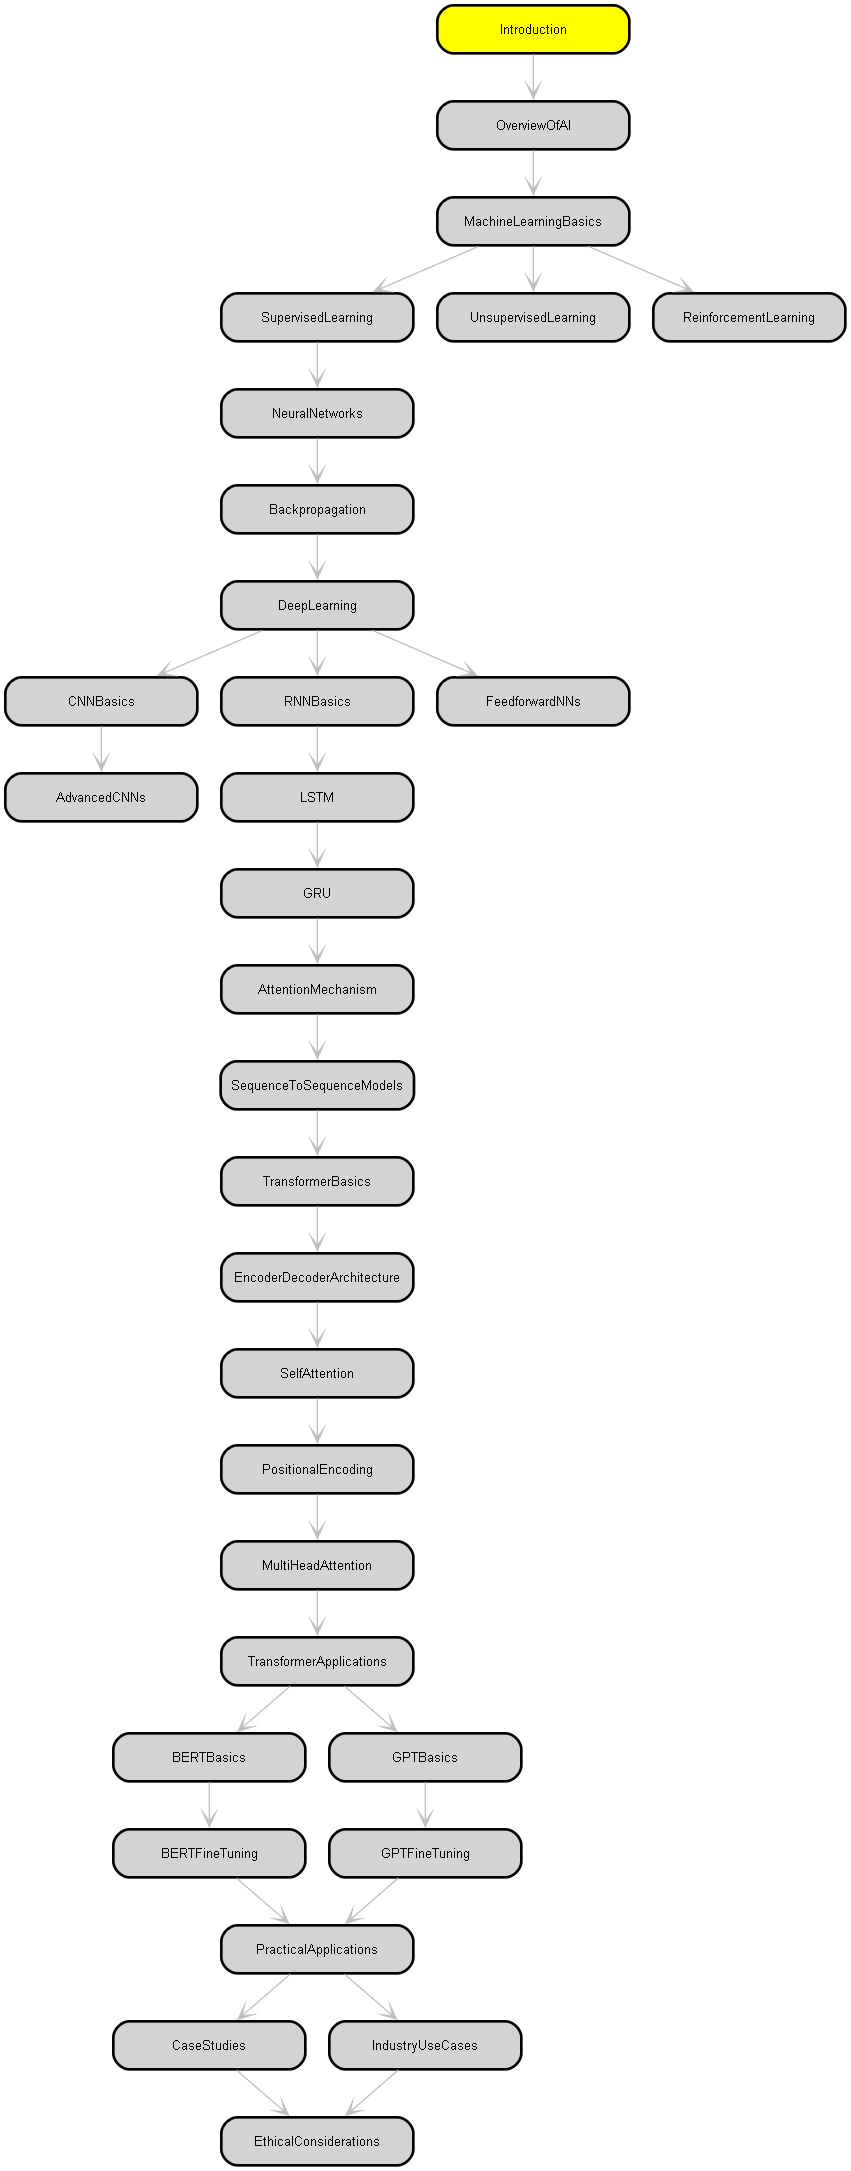 Introduction
OverviewOfAI
MachineLearningBasics
SupervisedLearning
UnsupervisedLearning
ReinforcementLearning
NeuralNetworks
Backpropagation
DeepLearning
CNNBasics
RNNBasics
FeedforwardNNs
AdvancedCNNs
LSTM
GRU
AttentionMechanism
SequenceToSequenceModels
TransformerBasics
EncoderDecoderArchitecture
SelfAttention
PositionalEncoding
MultiHeadAttention
TransformerApplications
BERTBasics
GPTBasics
BERTFineTuning
GPTFineTuning
PracticalApplications
CaseStudies
IndustryUseCases
EthicalConsiderations